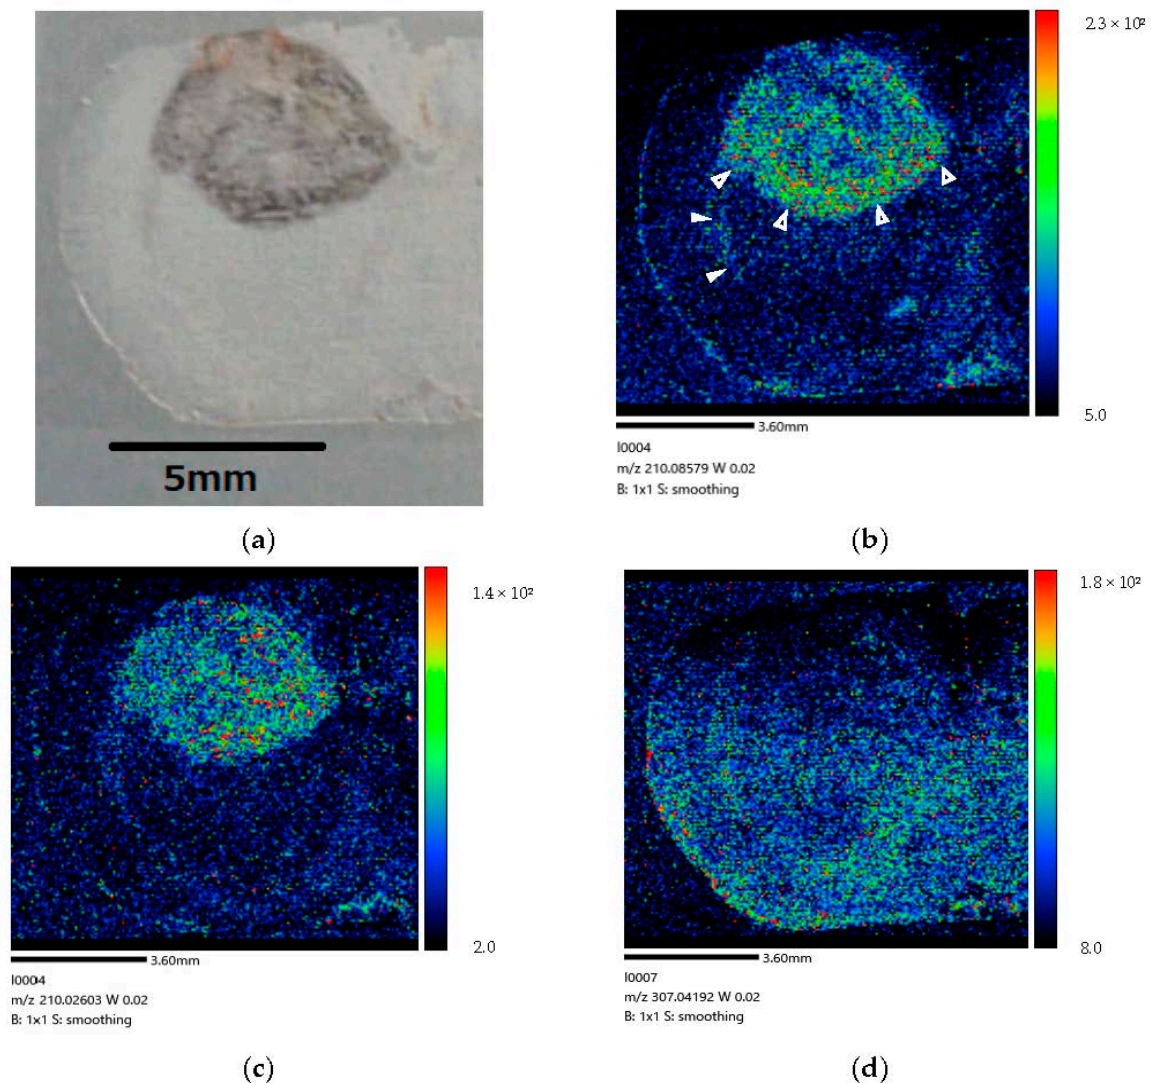 5mm
(a)
2.3 × 10²
5.0
3.60mm
I0004
m/z 210.08579 W 0.02
B: 1x1 S: smoothing
(b)
1.4 × 10²
2.0
3.60mm
I0004
m/z 210.02603 W 0.02
B: 1x1 S: smoothing
(c)
1.8 × 10²
8.0
3.60mm
I0007
m/z 307.04192 W 0.02
B: 1x1 S: smoothing
(d)